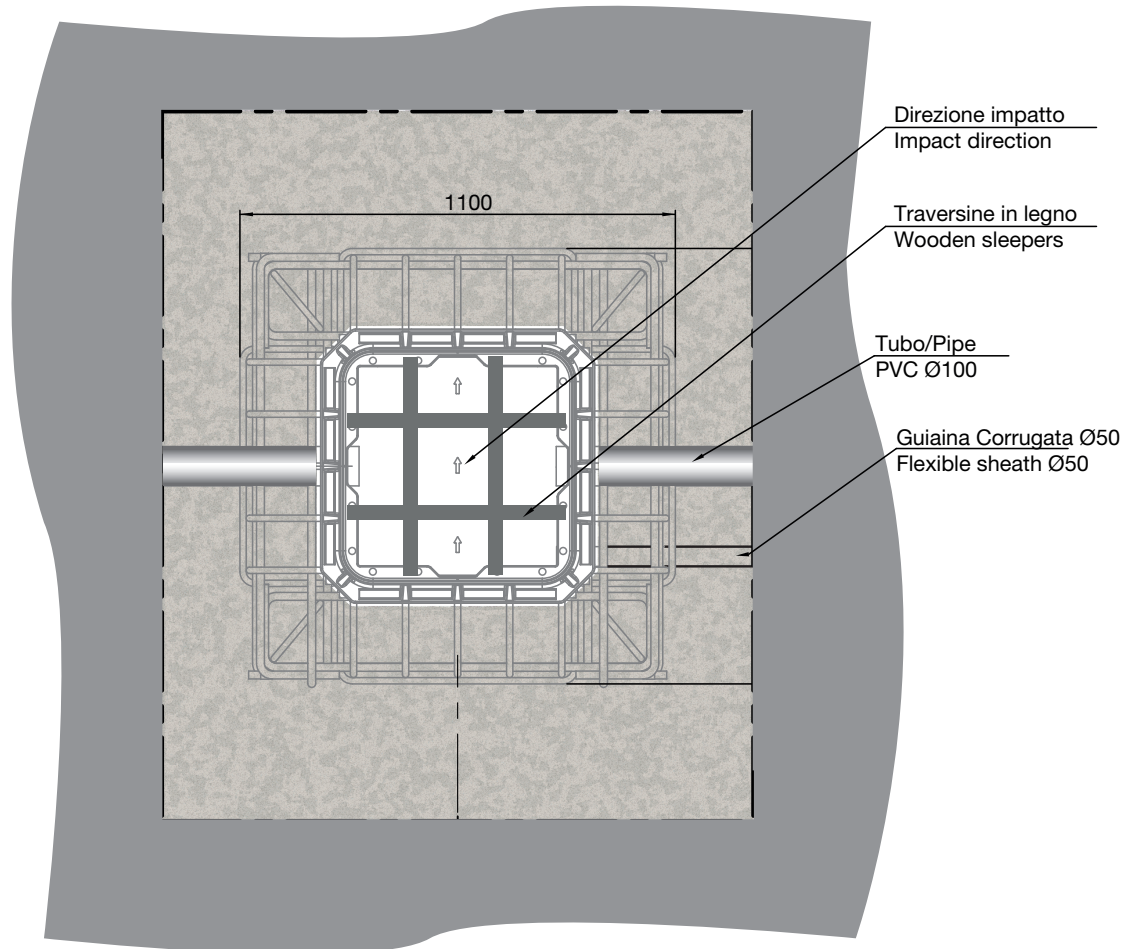 Direzione impatto
Impact direction
1100
Traversine in legno
Wooden sleepers
Tubo/Pipe
PVC Ø100
Guiaina Corrugata Ø50
Flexible sheath Ø50